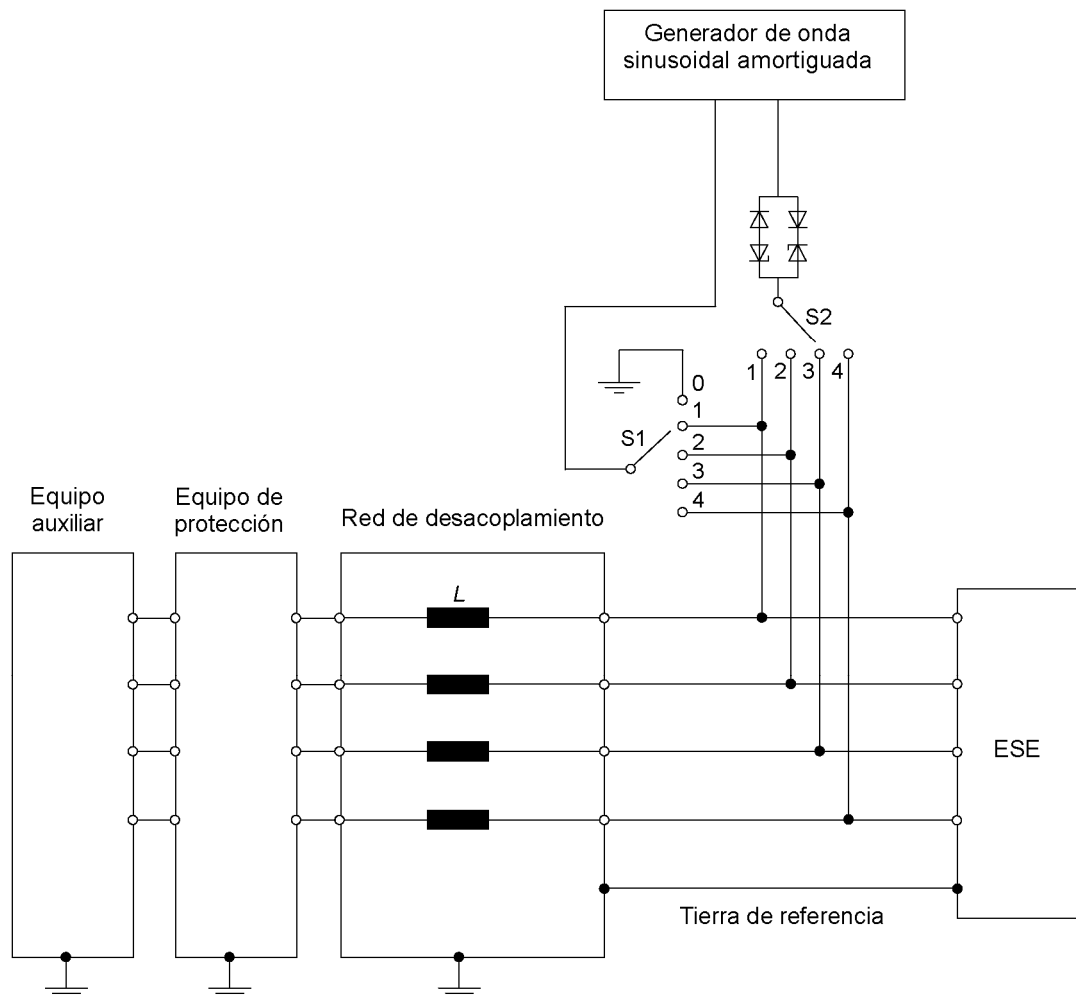 Generador de onda
sinusoidal amortiguada
S2
1 2 3 4
0
1
S1
2
3
4
Equipo
auxiliar
Equipo de
protección
Red de desacoplamiento
L
ESE
Tierra de referencia